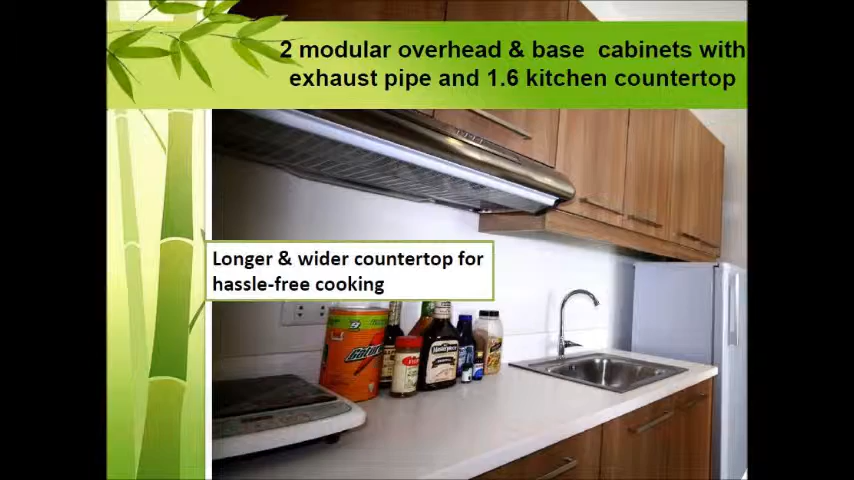 2 modular overhead & base cabinets with
exhaust pipe and 1.6 kitchen countertop
Longer & wider countertop for
hassle-free cooking